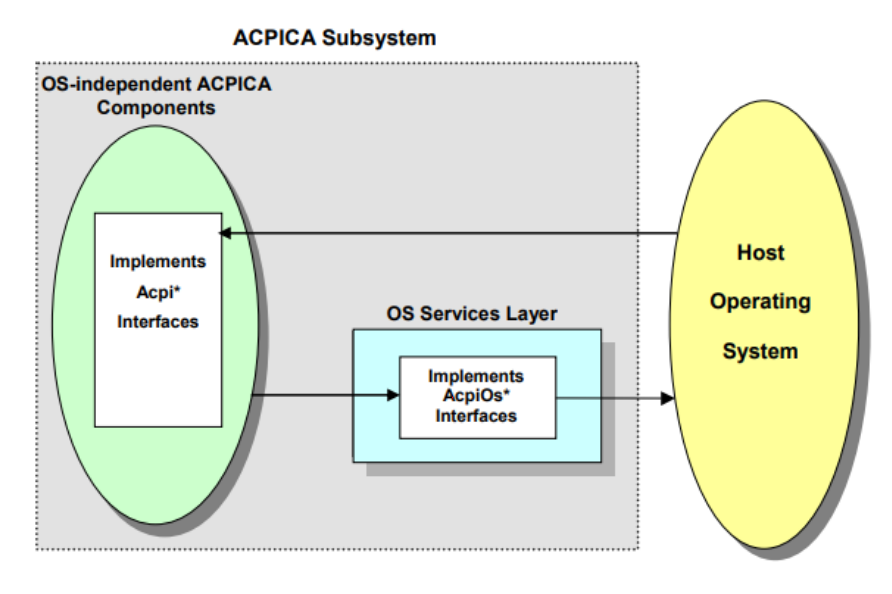 ACPICA Subsystem
OS-independent ACPICA
Components
Implements
Acpi*
Interfaces
OS Services Layer
Implements
AcpiOs*
Interfaces
Host
Operating
System